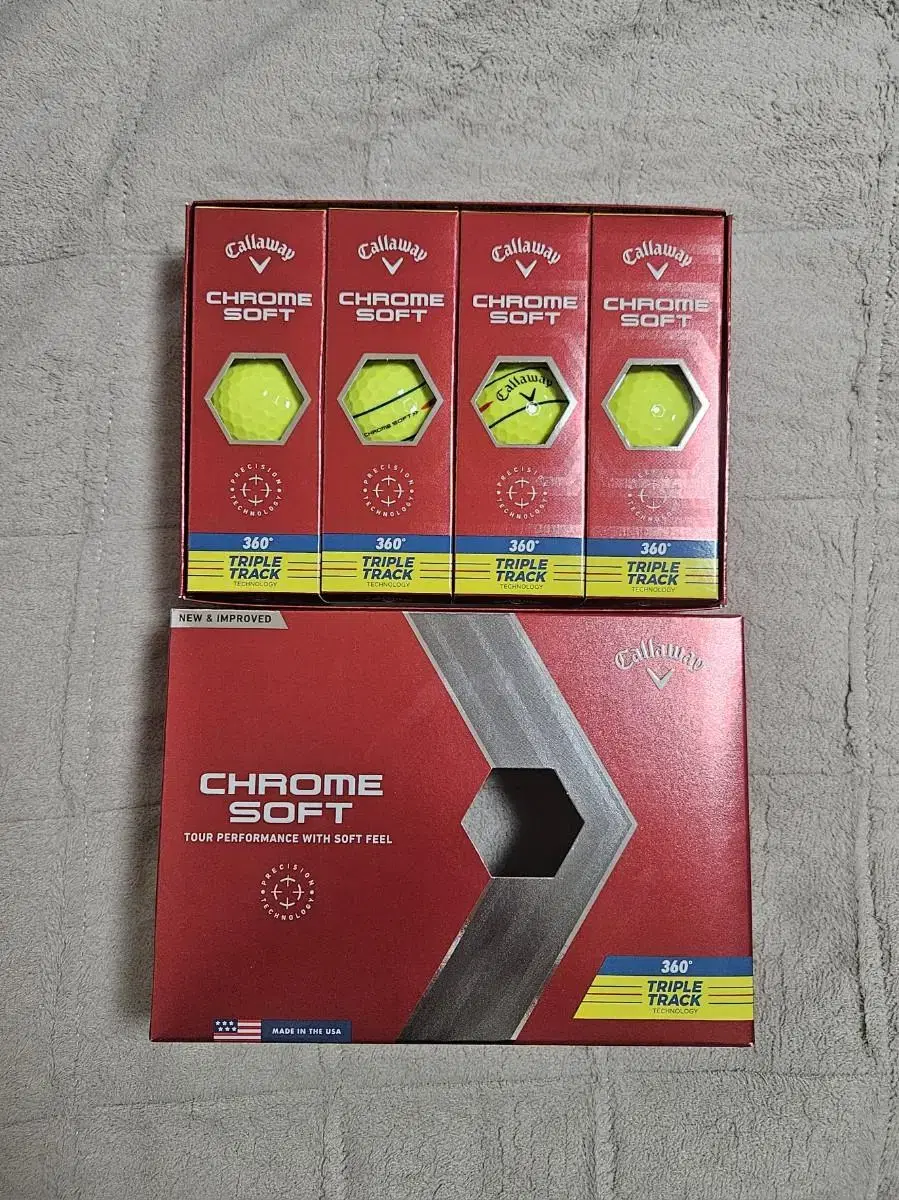 Callaway
CHROME
SOFT
PRECISION
TECHNOLOGY
360°
TRIPLE
TRACK
TECHNOLOGY
Callaway
CHROME
SOFT
CHROME SOFT
PRECISION
TECHNOLOGY
360°
TRIPLE
TRACK
TECHNOLOGY
Callaway
CHROME
SOFT
Callaway
PRECISION
TECHNOLOGY
360°
TRIPLE
TRACK
TECHNOLOGY
Callaway
CHROME
SOFT
PRECISION
TECHNOLOGY
360°
TRIPLE
TRACK
TECHNOLOGY
NEW & IMPROVED
Callaway
CHROME
SOFT
TOUR PERFORMANCE WITH SOFT FEEL
PRECISION
TECHNOLOGY
360°
TRIPLE
TRACK
TECHNOLOGY
MADE IN THE USA